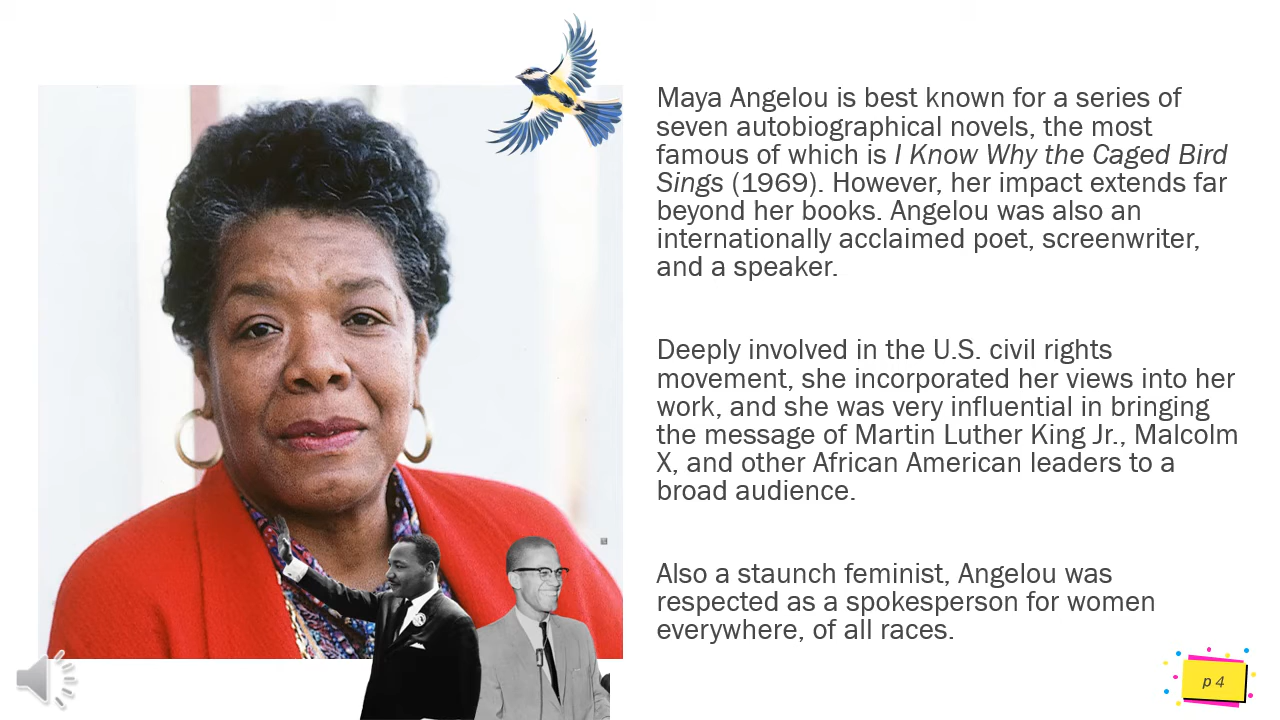 Maya Angelou is best known for a series of
seven autobiographical novels, the most
famous of which is I Know Why the Caged Bird
Sings (1969). However, her impact extends far
beyond her books. Angelou was also an
internationally acclaimed poet, screenwriter,
and a speaker.
Deeply involved in the U.S. civil rights
movement, she incorporated her views into her
work, and she was very influential in bringing
the message of Martin Luther King Jr., Malcolm
X, and other African American leaders to a
broad audience.
Also a staunch feminist, Angelou was
respected as a spokesperson for women
everywhere, of all races.
p 4